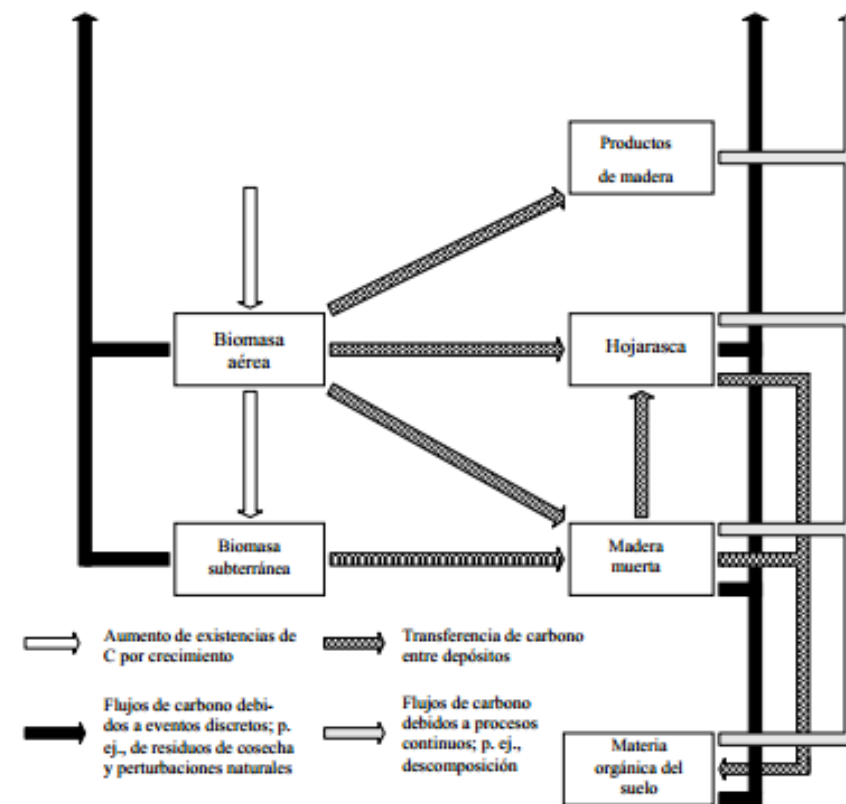 Productos
de madera
Biomasa
aérea
Hojarasca
Biomasa
subterránea
Madera
muerta
Aumento de existencias de
C por crecimiento
Transferencia de carbono
entre depósitos
Flujos de carbono debi-
dos a eventos discretos; p.
ej., de residuos de cosecha
y perturbaciones naturales
Flujos de carbono
debidos a procesos
continuos; p. ej.,
descomposición
Materia
orgánica del
suelo